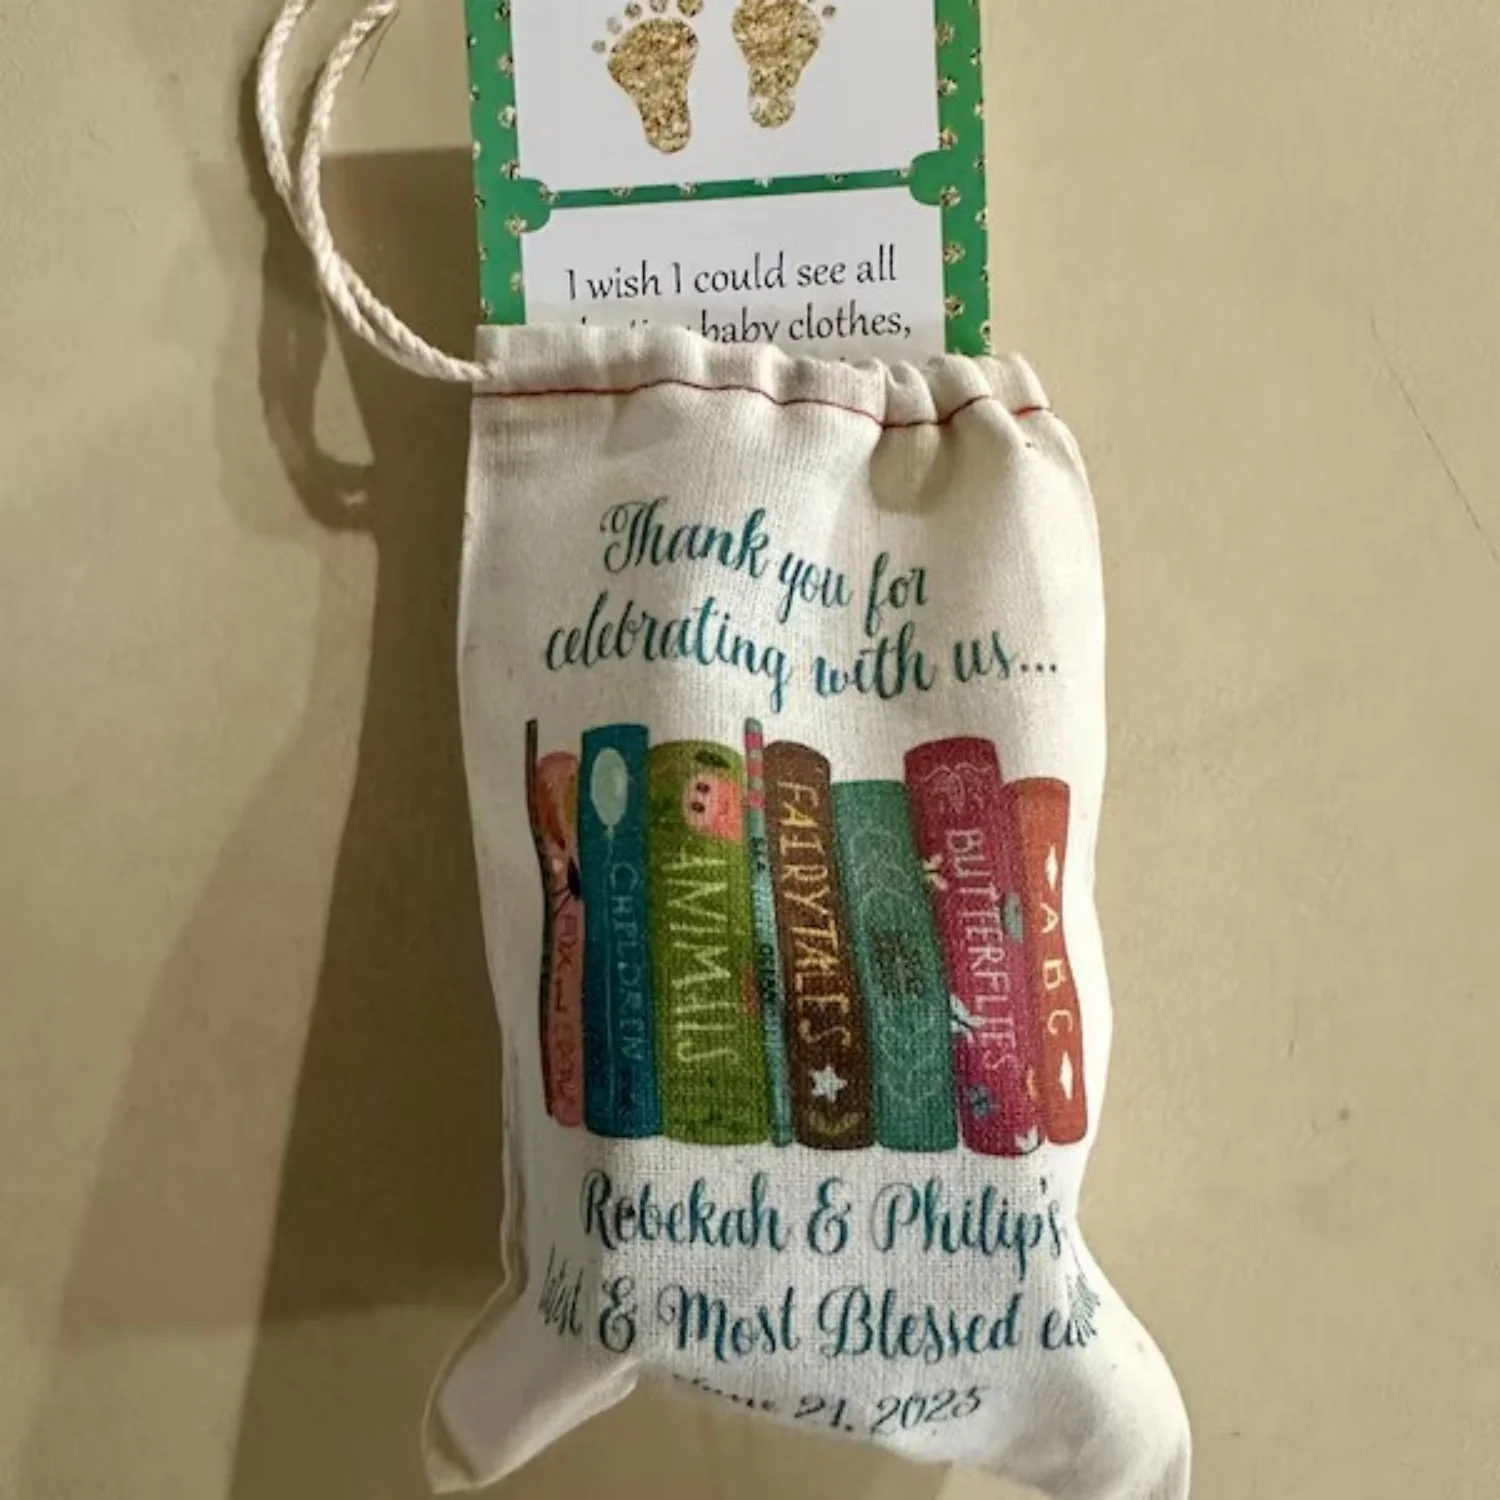 I wish I could see all
baby clothes,
Thank you for
celebrating with us...
CHILDREN
ANIMALS
FAIRYTALES
BUTTERFLIES
ABC
Rebekah & Philip's
& Most Blessed
June 21, 2025